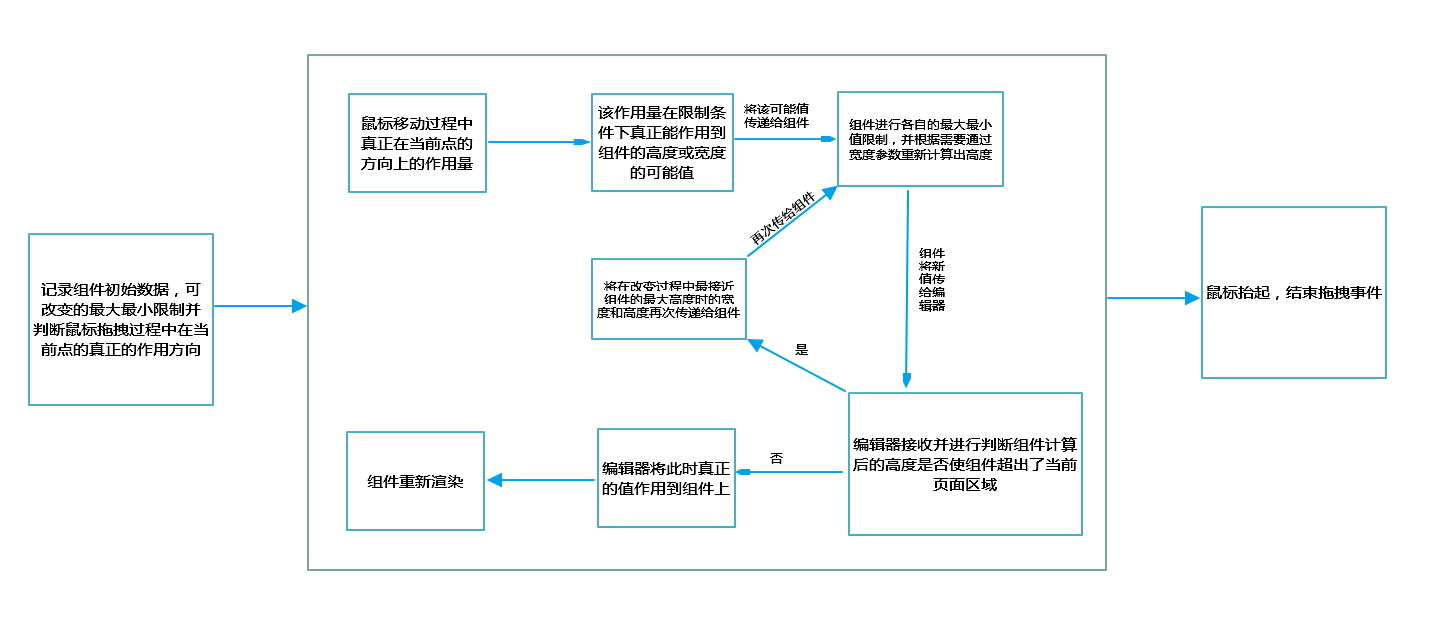 记录组件初始数据，可
改变的最大最小限制并
判断鼠标拖拽过程中在当
前点的真正的作用方向
鼠标移动过程中
真正在当前点的
方向上的作用量
该作用量在限制条
件下真正能作用到
组件的高度或宽度
的可能值
将该可能值
传递给组件
组件进行各自的最大最小
值限制，并根据需要通过
宽度参数重新计算出高度
再次传给组件
组件
将新
值传
给编
辑器
将在改变过程中最接近
组件的最大高度时的宽
度和高度再次传递给组件
是
编辑器接收并进行判断组件计算
后的高度是否使组件超出了当前
页面区域
否
编辑器将此时真正
的值作用到组件上
组件重新渲染
鼠标抬起，结束拖拽事件